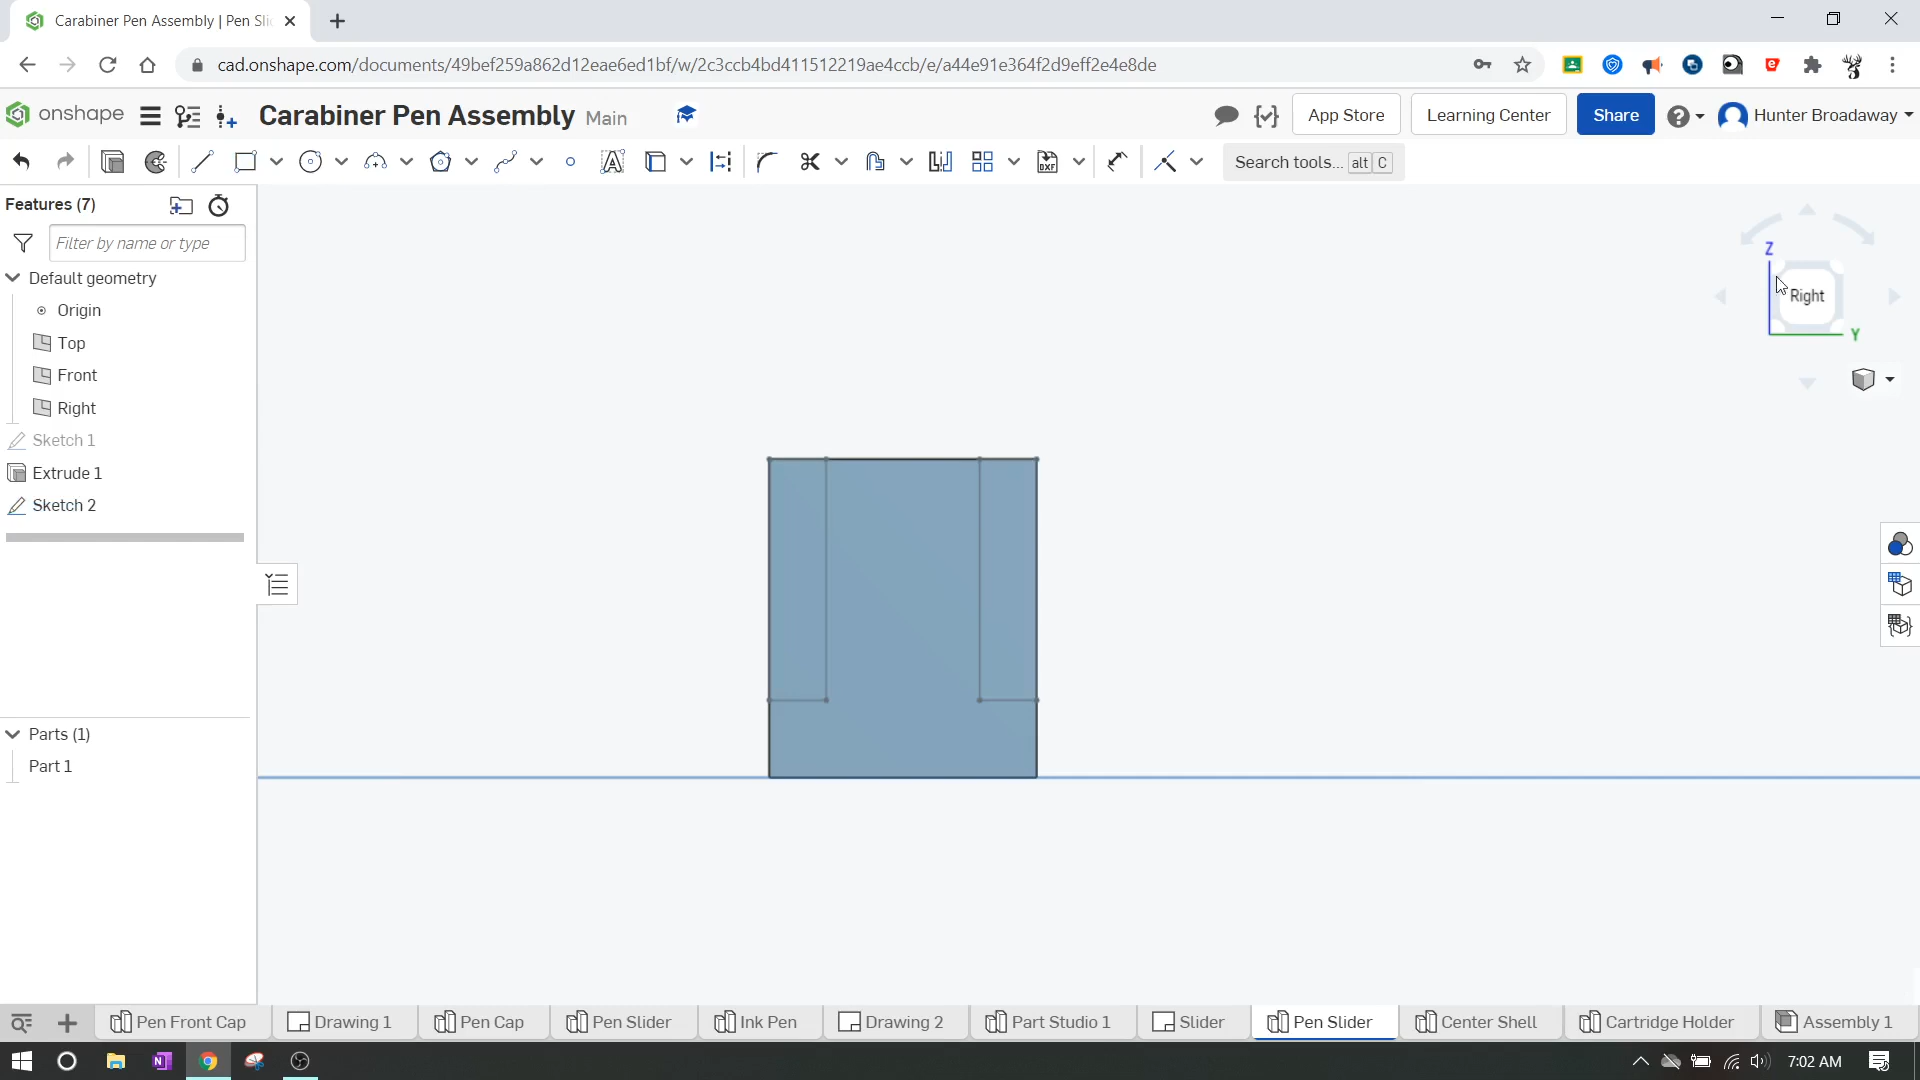 Carabiner Pen Assembly | Pen Sli
cad.onshape.com/documents/49bef259a862d12eae6ed1bf/w/2c3ccb4bd411512219ae4ccb/e/a44e91e364f2d9eff2e4e8de
onshape
Carabiner Pen Assembly Main
App Store
Learning Center
Share
Hunter Broadaway
Search tools... alt C
Features (7)
Filter by name or type
Default geometry
Origin
Top
Front
Right
Sketch 1
Extrude 1
Sketch 2
Z
Right
Y
Parts (1)
Part 1
Pen Front Cap
Drawing 1
Pen Cap
Pen Slider
Ink Pen
Drawing 2
Part Studio 1
Slider
Pen Slider
Center Shell
Cartridge Holder
Assembly 1
7:02 AM